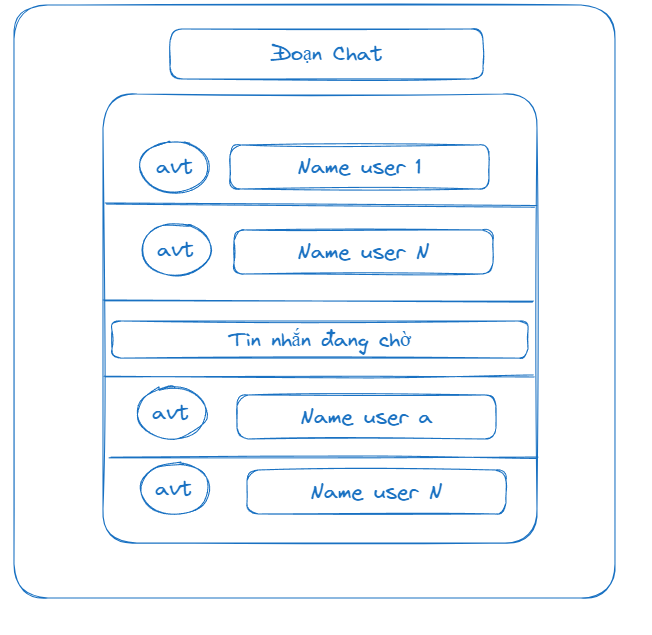 Đoạn Chat
avt Name user 1
avt Name user N
Tin nhắn đang chờ
avt Name user a
avt Name user N